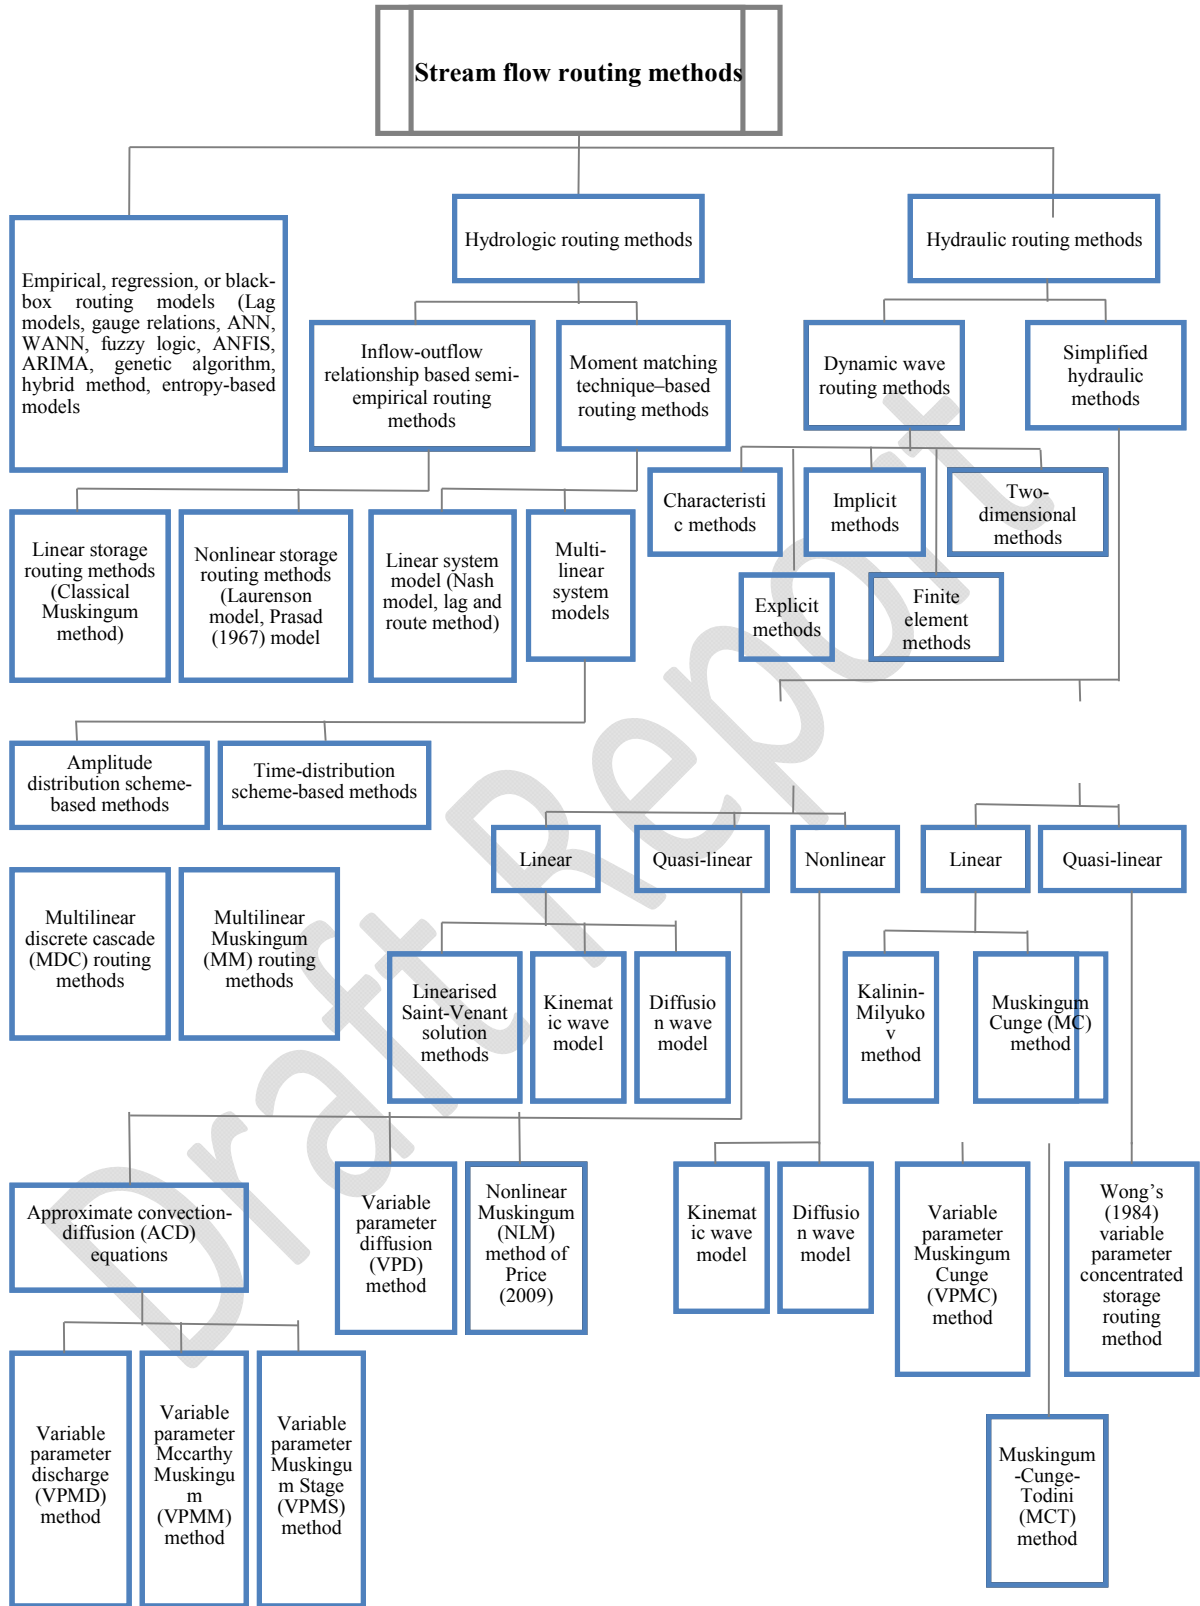 Stream flow routing methods
Empirical, regression, or black-
box routing models (Lag
models, gauge relations, ANN,
WANN, fuzzy logic, ANFIS,
ARIMA, genetic algorithm,
hybrid method, entropy-based
models
Hydrologic routing methods
Hydraulic routing methods
Inflow-outflow
relationship based semi-
empirical routing
methods
Moment matching
technique–based
routing methods
Dynamic wave
routing methods
Simplified
hydraulic
methods
Linear storage
routing methods
(Classical
Muskingum
method)
Nonlinear storage
routing methods
(Laurenson
model, Prasad
(1967) model
Linear system
model (Nash
model, lag and
route method)
Multi-
linear
system
models
Characteristi
c methods
Implicit
methods
Two-
dimensional
methods
Explicit
methods
Finite
element
methods
Amplitude
distribution scheme-
based methods
Time-distribution
scheme-based methods
Linear
Quasi-linear
Nonlinear
Linear
Quasi-linear
Multilinear
discrete cascade
(MDC) routing
methods
Multilinear
Muskingum
(MM) routing
methods
Linearised
Saint-Venant
solution
methods
Kinemat
ic wave
model
Diffusio
n wave
model
Kalinin-
Milyuko
v
method
Muskingum
Cunge (MC)
method
Approximate convection-
diffusion (ACD)
equations
Variable
parameter
diffusion
(VPD)
method
Nonlinear
Muskingum
(NLM)
method of
Price
(2009)
Kinemat
ic wave
model
Diffusio
n wave
model
Variable
parameter
Muskingum
Cunge
(VPMC)
method
Wong’s
(1984)
variable
parameter
concentrated
storage
routing
method
Variable
parameter
discharge
(VPMD)
method
Variable
parameter
Mccarthy
Muskingu
m
(VPMM)
method
Variable
parameter
Muskingu
m Stage
(VPMS)
method
Muskingum
-Cunge-
Todini
(MCT)
method
Draft Report